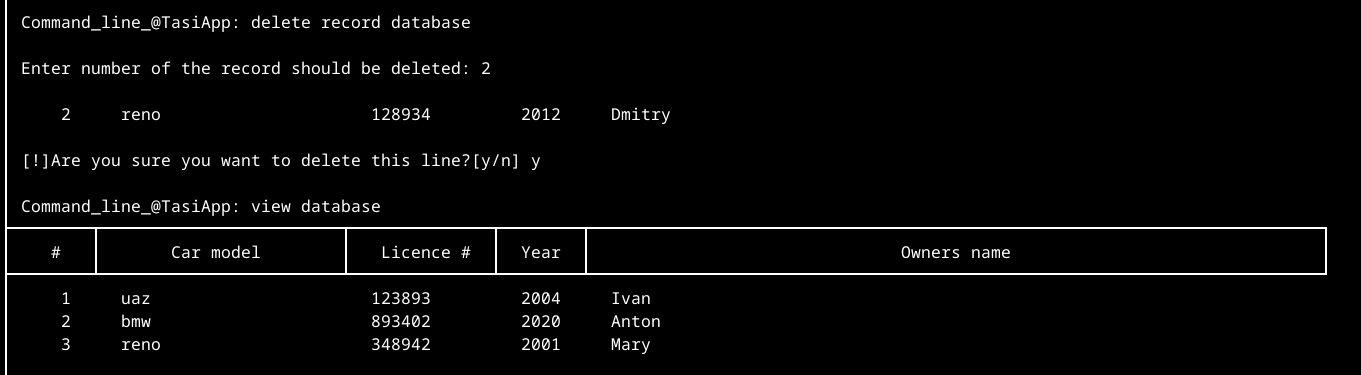 Command_line_@TasiApp: delete record database
Enter number of the record should be deleted: 2
2 reno 128934 2012 Dmitry
[!]Are you sure you want to delete this line?[y/n] y
Command_line_@TasiApp: view database
# Car model Licence # Year Owners name
1 uaz 123893 2004 Ivan
2 bmw 893402 2020 Anton
3 reno 348942 2001 Mary